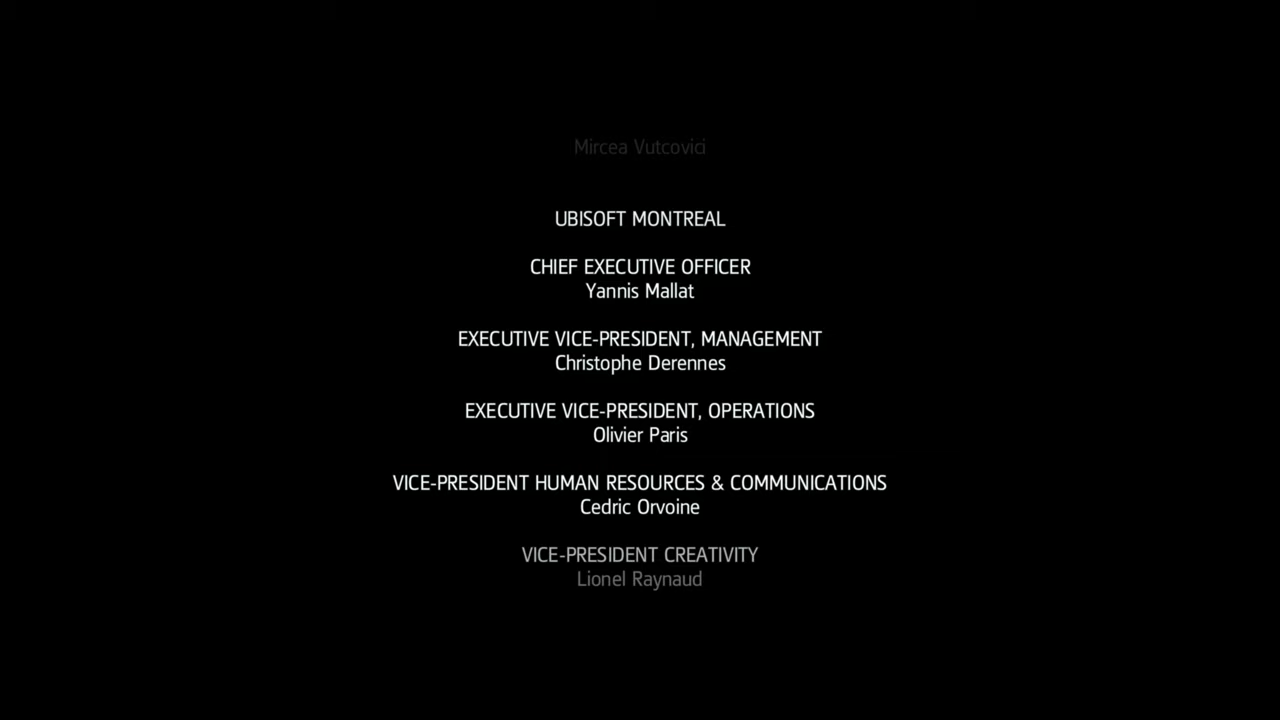 Mircea Vutcovici
UBISOFT MONTREAL
CHIEF EXECUTIVE OFFICER
Yannis Mallat
EXECUTIVE VICE-PRESIDENT, MANAGEMENT
Christophe Derennes
EXECUTIVE VICE-PRESIDENT, OPERATIONS
Olivier Paris
VICE-PRESIDENT HUMAN RESOURCES & COMMUNICATIONS
Cedric Orvoine
VICE-PRESIDENT CREATIVITY
Lionel Raynaud